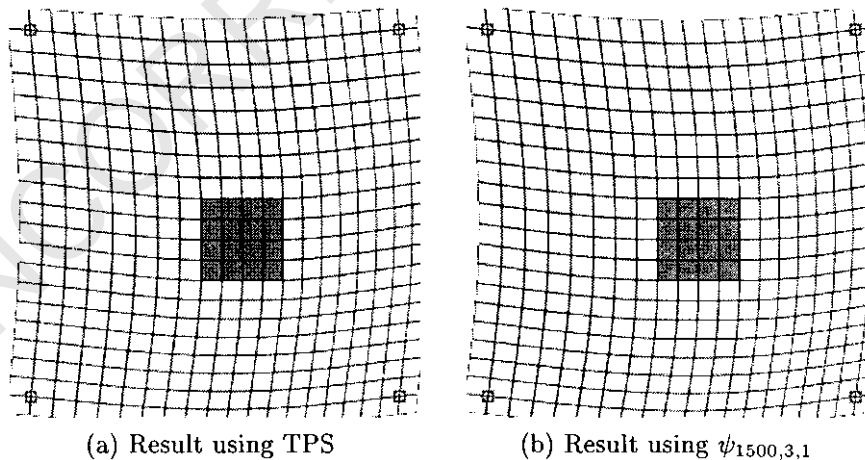 (a) Result using TPS
(b) Result using ψ1500,3,1